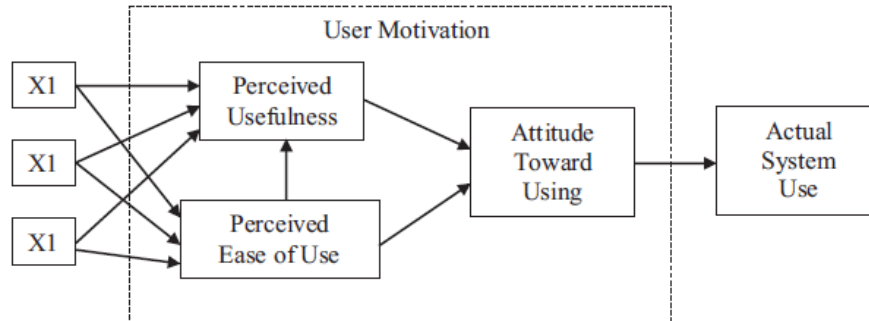 User Motivation
X1
Perceived
Usefulness
X1
Attitude
Toward
Using
Actual
System
Use
X1
Perceived
Ease of Use